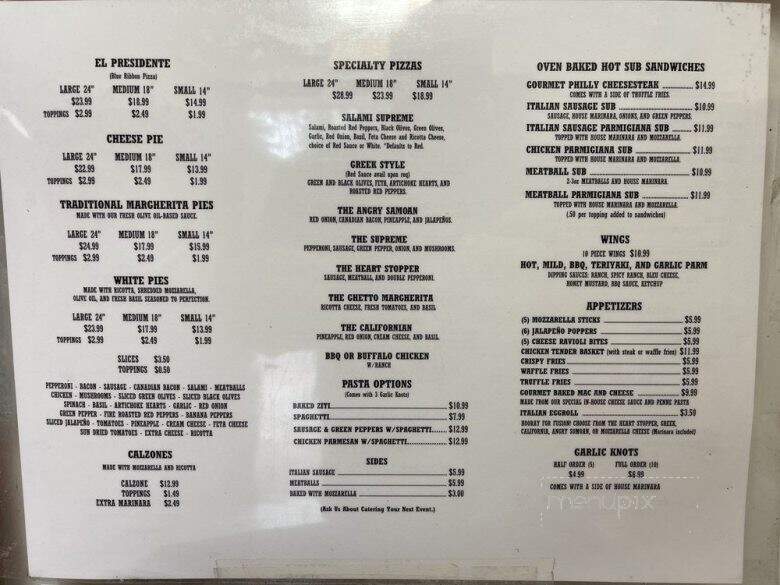 EL PRESIDENTE
(Blue Ribbon Pizza)
LARGE 24" MEDIUM 18" SMALL 14"
$23.99 $18.99 $14.99
TOPPINGS $2.99 $2.49 $1.99
CHEESE PIE
LARGE 24" MEDIUM 18" SMALL 14"
$22.99 $17.99 $13.99
TOPPINGS $2.99 $2.49 $1.99
TRADITIONAL MARGHERITA PIES
MADE WITH OUR FRESH OLIVE OIL-BASED SAUCE.
LARGE 24" MEDIUM 18" SMALL 14"
$24.99 $17.99 $15.99
TOPPINGS $2.99 $2.49 $1.99
WHITE PIES
MADE WITH RICOTTA, SHREDDED MOZZARELLA,
OLIVE OIL, AND FRESH BASIL SEASONED TO PERFECTION.
LARGE 24" MEDIUM 18" SMALL 14"
$23.99 $17.99 $13.99
TOPPINGS $2.99 $2.49 $1.99
SLICES $3.50
TOPPINGS $0.50
PEPPERONI - BACON - SAUSAGE - CANADIAN BACON - SALAMI - MEATBALLS
CHICKEN - MUSHROOMS - SLICED GREEN OLIVES - SLICED BLACK OLIVES
SPINACH - BASIL - ARTICHOKE HEARTS - GARLIC - RED ONION
GREEN PEPPER - FIRE ROASTED RED PEPPERS - BANANA PEPPERS
SLICED JALAPEÑO - TOMATOES - PINEAPPLE - CREAM CHEESE - FETA CHEESE
SUN DRIED TOMATOES - EXTRA CHEESE - RICOTTA
CALZONES
MADE WITH MOZZARELLA AND RICOTTA
CALZONE $12.99
TOPPINGS $1.49
EXTRA MARINARA $2.49
SPECIALTY PIZZAS
LARGE 24" MEDIUM 18" SMALL 14"
$28.99 $23.99 $18.99
SALAMI SUPREME
Salami, Roasted Red Peppers, Black Olives, Green Olives,
Garlic, Red Onion, Basil, Feta Cheese and Ricotta Cheese,
choice of Red Sauce or White. *Defaults to Red.
GREEK STYLE
(Red Sauce avail upon req)
GREEN AND BLACK OLIVES, FETA, ARTICHOKE HEARTS, AND
ROASTED RED PEPPERS.
THE ANGRY SAMOAN
RED ONION, CANADIAN BACON, PINEAPPLE, AND JALAPEÑOS.
THE SUPREME
PEPPERONI, SAUSAGE, GREEN PEPPER, ONION, AND MUSHROOMS.
THE HEART STOPPER
SAUSAGE, MEATBALL, AND DOUBLE PEPPERONI.
THE GHETTO MARGHERITA
RICOTTA CHEESE, FRESH TOMATOES, AND BASIL
THE CALIFORNIAN
PINEAPPLE, RED ONION, CREAM CHEESE, AND BASIL.
BBQ OR BUFFALO CHICKEN
W/RANCH
PASTA OPTIONS
(Comes with 3 Garlic Knots)
BAKED ZITI $10.99
SPAGHETTI $7.99
SAUSAGE & GREEN PEPPERS W/SPAGHETTI $12.99
CHICKEN PARMESAN W/SPAGHETTI $12.99
SIDES
ITALIAN SAUSAGE $5.99
MEATBALLS $5.99
BAKED WITH MOZZARELLA $3.00
(Ask Us About Catering Your Next Event.)
OVEN BAKED HOT SUB SANDWICHES
GOURMET PHILLY CHEESESTEAK $14.99
COMES WITH A SIDE OF TRUFFLE FRIES.
ITALIAN SAUSAGE SUB $10.99
SAUSAGE, HOUSE MARINARA, ONIONS, AND GREEN PEPPERS.
ITALIAN SAUSAGE PARMIGIANA SUB $11.99
TOPPED WITH HOUSE MARINARA AND MOZZARELLA.
CHICKEN PARMIGIANA SUB $11.99
TOPPED WITH HOUSE MARINARA AND MOZZARELLA.
MEATBALL SUB $10.99
2-3oz MEATBALLS AND HOUSE MARINARA
MEATBALL PARMIGIANA SUB $11.99
TOPPED WITH HOUSE MARINARA AND MOZZARELLA
(.50 per topping added to sandwiches)
WINGS
10 PIECE WINGS $10.99
HOT, MILD, BBQ, TERIYAKI, AND GARLIC PARM
DIPPING SAUCES: RANCH, SPICY RANCH, BLEU CHEESE,
HONEY MUSTARD, BBQ SAUCE, KETCHUP
APPETIZERS
(5) MOZZARELLA STICKS $5.99
(6) JALAPEÑO POPPERS $5.99
(5) CHEESE RAVIOLI BITES $5.99
CHICKEN TENDER BASKET (with steak or waffle fries) $11.99
CRISPY FRIES $5.99
WAFFLE FRIES $5.99
TRUFFLE FRIES $5.99
GOURMET BAKED MAC AND CHEESE $9.99
MADE FROM OUR SPECIAL IN-HOUSE CHEESE SAUCE AND PENNE PASTA
ITALIAN EGGROLL $3.50
HOORAY FOR FUSION! CHOOSE FROM THE HEART STOPPER, GREEK,
CALIFORNIA, ANGRY SOMOAN, OR MOZZARELLA CHEESE (Marinara included)
GARLIC KNOTS
HALF ORDER (5) FULL ORDER (10)
$4.99 $6.99
COMES WITH A SIDE OF HOUSE MARINARA
menupix